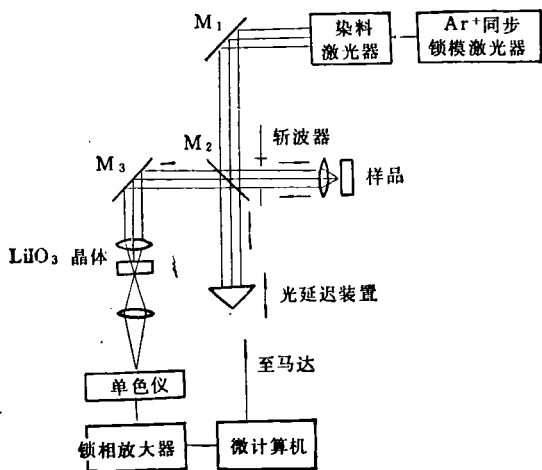 M₁
染料
激光器
Ar⁺同步
锁模激光器
M₂
斩波器
M₃
样品
LiIO₃ 晶体
光延迟装置
至马达
单色仪
锁相放大器
微计算机